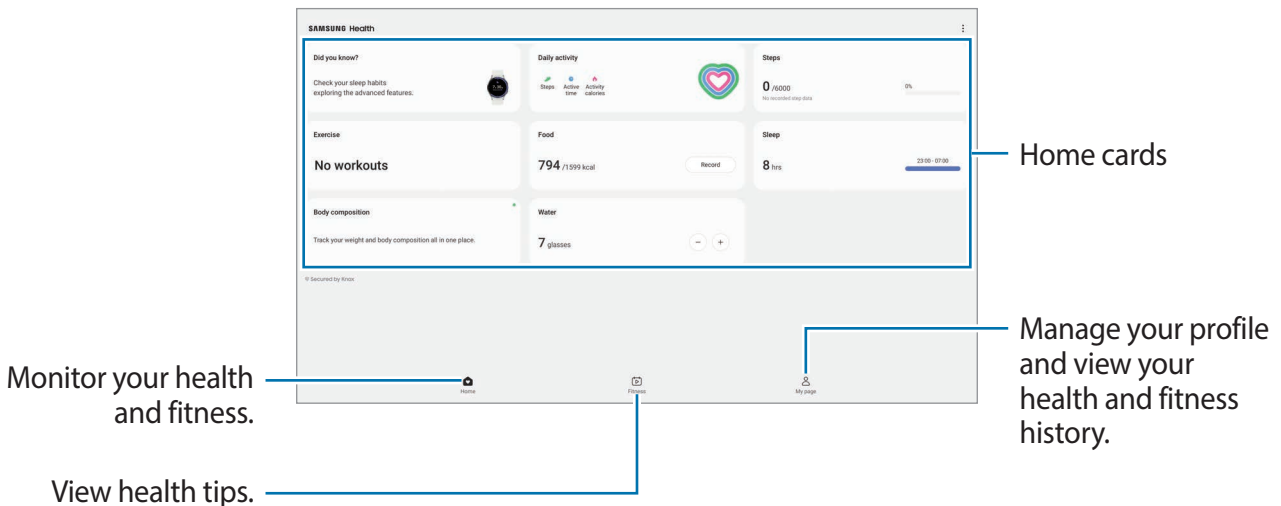 SAMSUNG Health
Did you know?
Check your sleep habits
exploring the advanced features.
Daily activity
Steps
Active
time
Activity
calories
Steps
0 /6000
No recorded step data
0%
Exercise
No workouts
Food
794 /1599 kcal
Record
Sleep
8 hrs
23:00 - 07:00
Body composition
Track your weight and body composition all in one place.
Water
7 glasses
Secured by Knox
Home
Fitness
My page
Home cards
Manage your profile
and view your
health and fitness
history.
Monitor your health
and fitness.
View health tips.